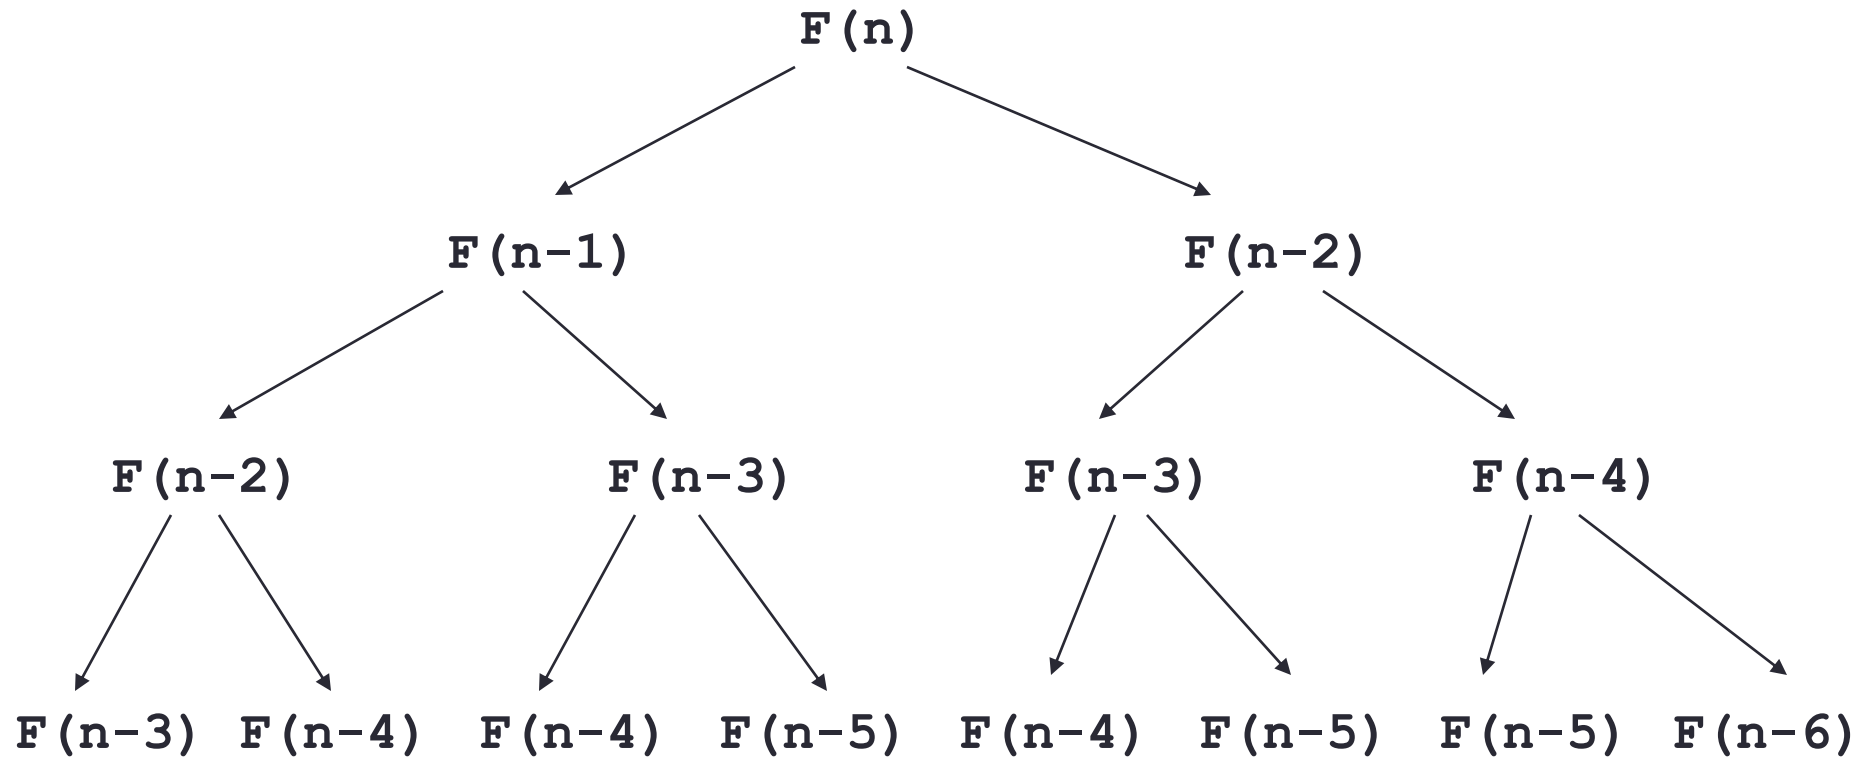 F(n)
F(n-1) F(n-2)
F(n-2) F(n-3) F(n-3) F(n-4)
F(n-3) F(n-4) F(n-4) F(n-5) F(n-4) F(n-5) F(n-5) F(n-6)